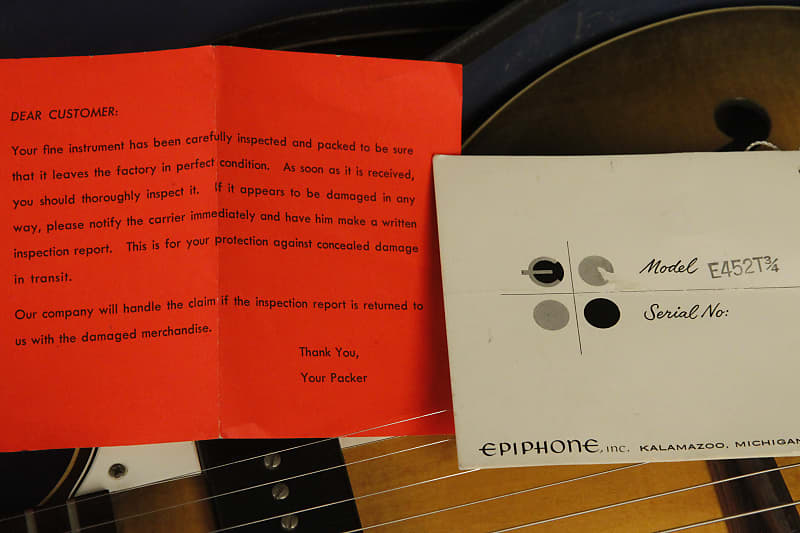 DEAR CUSTOMER:
Your fine instrument has been carefully inspected and packed to be sure
that it leaves the factory in perfect condition. As soon as it is received,
you should thoroughly inspect it. If it appears to be damaged in any
way, please notify the carrier immediately and have him make a written
inspection report. This is for your protection against concealed damage
in transit.
Our company will handle the claim if the inspection report is returned to
us with the damaged merchandise.
Thank You,
Your Packer
Model E452T¾
Serial No:
EPIPHONE, INC. KALAMAZOO, MICHIGAN